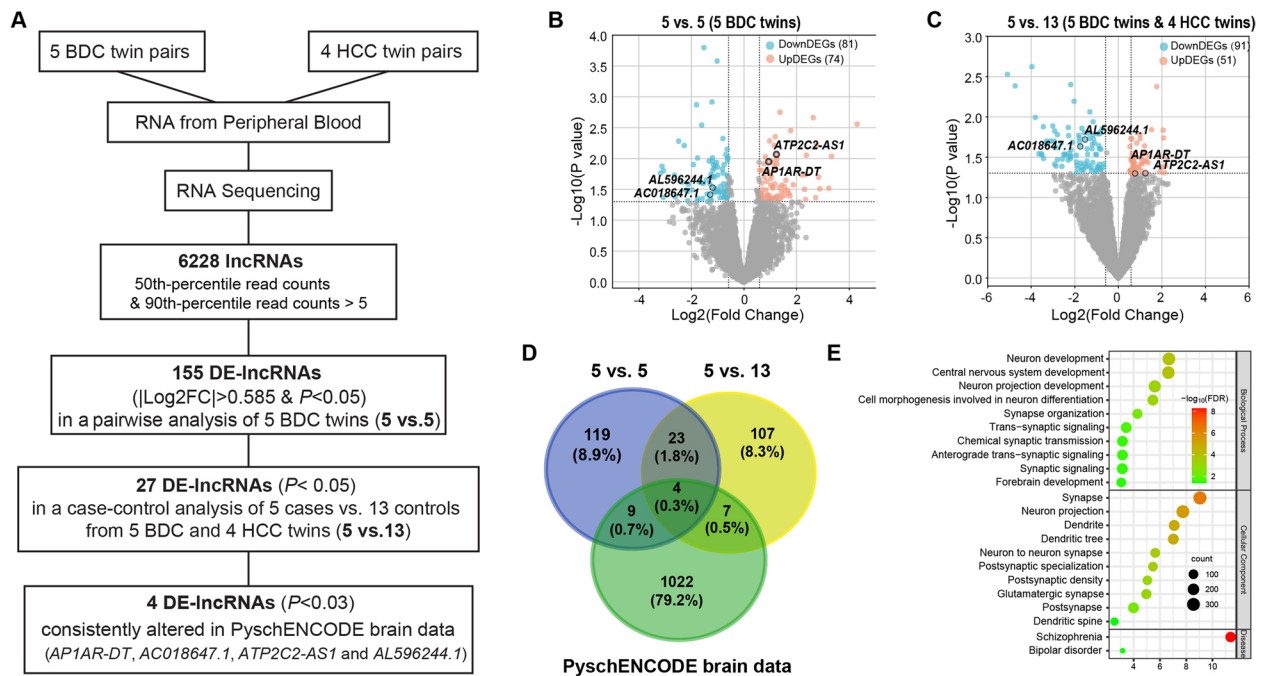 A
5 BDC twin pairs
4 HCC twin pairs
RNA from Peripheral Blood
RNA Sequencing
6228 lncRNAs
50th-percentile read counts
& 90th-percentile read counts > 5
155 DE-lncRNAs
(|Log2FC|>0.585 & P<0.05)
in a pairwise analysis of 5 BDC twins (5 vs.5)
27 DE-lncRNAs (P< 0.05)
in a case-control analysis of 5 cases vs. 13 controls
from 5 BDC and 4 HCC twins (5 vs.13)
4 DE-lncRNAs (P<0.03)
consistently altered in PyschENCODE brain data
(AP1AR-DT, AC018647.1, ATP2C2-AS1 and AL596244.1)
B
5 vs. 5 (5 BDC twins)
4.0
3.5
3.0
2.5
2.0
1.5
1.0
0.5
0.0
-Log10(P value)
DownDEGs (81)
UpDEGs (74)
ATP2C2-AS1
AP1AR-DT
AL596244.1
AC018647.1
-4
-2
0
2
4
Log2(Fold Change)
C
5 vs. 13 (5 BDC twins & 4 HCC twins)
3.0
2.5
2.0
1.5
1.0
0.5
0.0
-Log10(P value)
DownDEGs (91)
UpDEGs (51)
AL596244.1
AC018647.1
AP1AR-DT
ATP2C2-AS1
-6
-4
-2
0
2
4
6
Log2(Fold Change)
D
5 vs. 5
5 vs. 13
119
(8.9%)
23
(1.8%)
107
(8.3%)
4
(0.3%)
9
(0.7%)
7
(0.5%)
1022
(79.2%)
PyschENCODE brain data
E
Neuron development
Central nervous system development
Neuron projection development
Cell morphogenesis involved in neuron differentiation
Synapse organization
Trans-synaptic signaling
Chemical synaptic transmission
Anterograde trans-synaptic signaling
Synaptic signaling
Forebrain development
Synapse
Neuron projection
Dendrite
Dendritic tree
Neuron to neuron synapse
Postsynaptic specialization
Postsynaptic density
Glutamatergic synapse
Postsynapse
Dendritic spine
Schizophrenia
Bipolar disorder
4
6
8
10
-log10(FDR)
8
6
4
2
count
100
200
300
Biological Process
Cellular Component
Disease